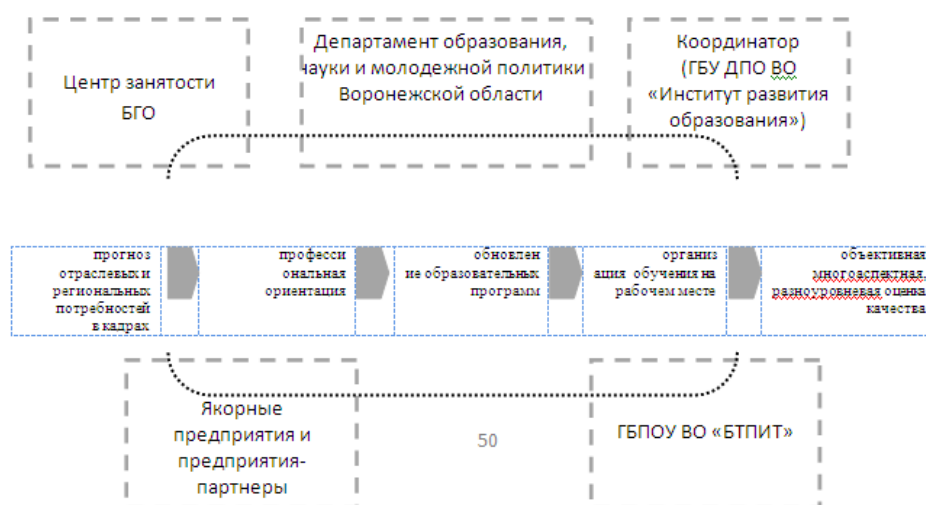 Центр занятости
БГО
Департамент образования,
науки и молодежной политики
Воронежской области
Координатор
(ГБУ ДПО ВО
«Институт развития
образования»)
прогноз
отраслевых и
региональных
потребностей
в кадрах
професси
ональная
ориентация
обновлен
ие образовательных
программ
организ
ация обучения на
рабочем месте
объективная
многоаспектная,
разноуровневая оценка
качества
Якорные
предприятия и
предприятия-
партнеры
50
ГБПОУ ВО «БТПИТ»